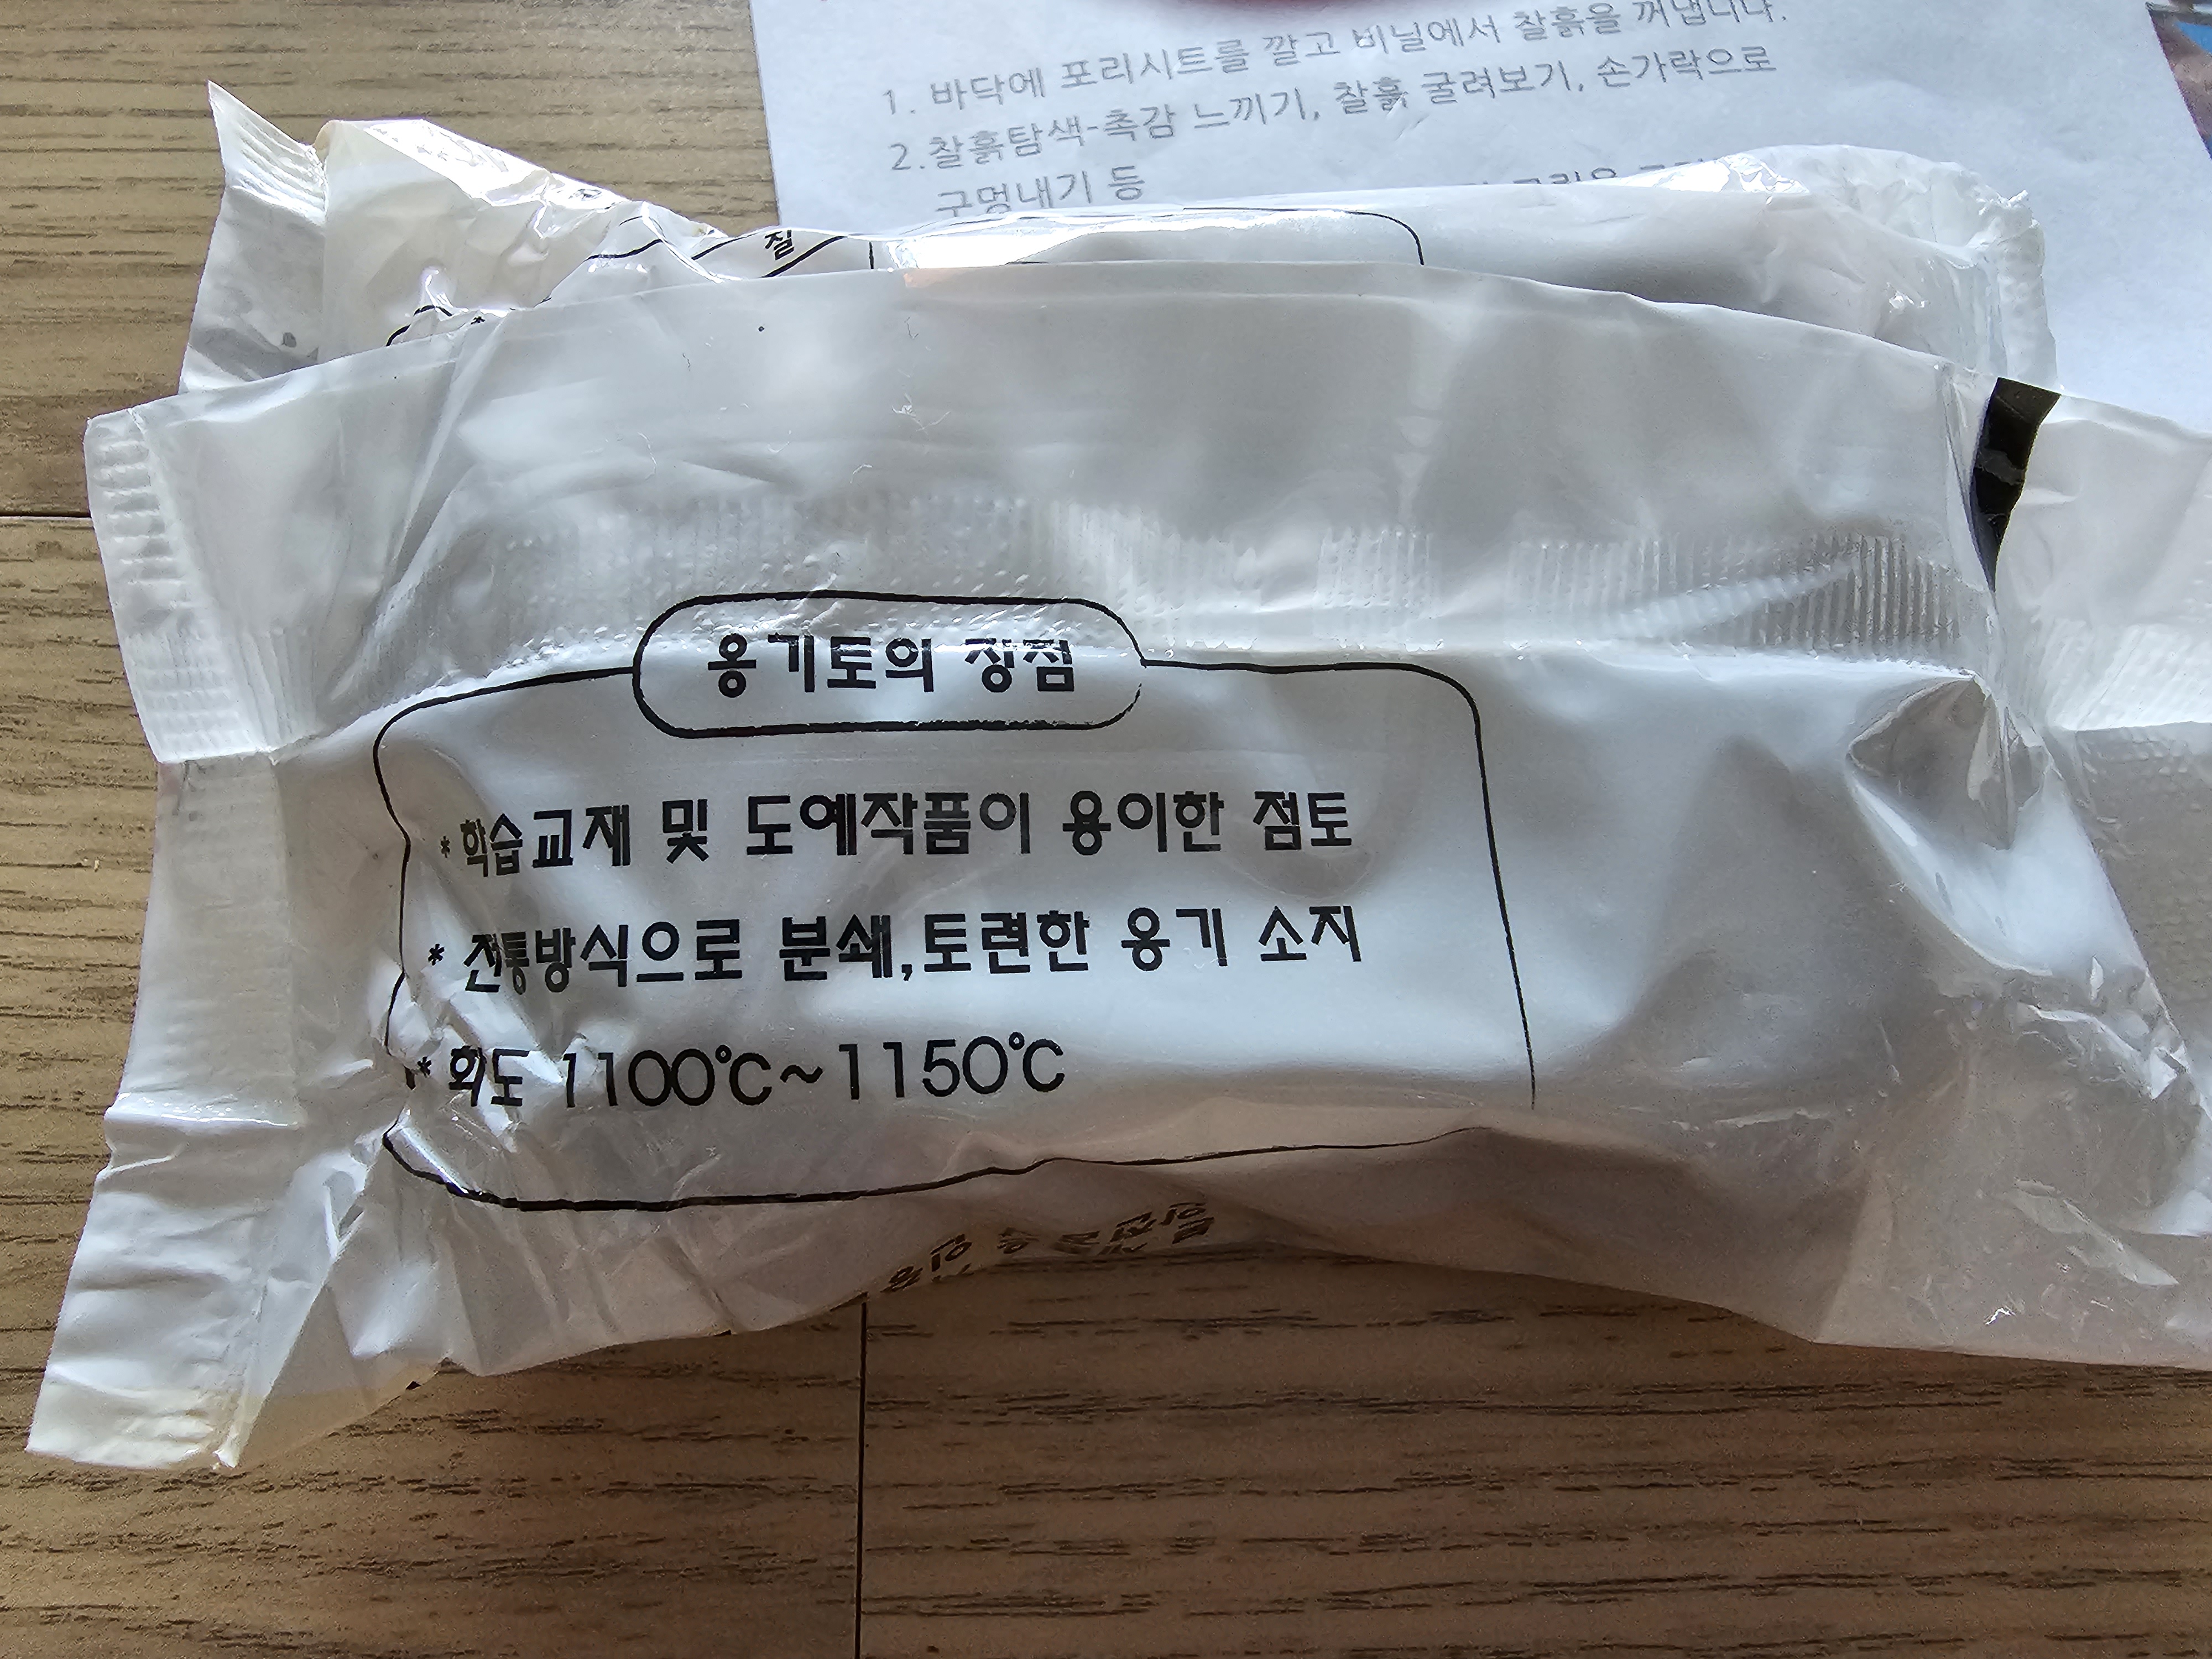 1. 바닥에 포리시트를 깔고 비닐에서 찰흙을 꺼냅니다.
2.찰흙탐색-촉감 느끼기, 찰흙 굴려보기, 손가락으로
구멍내기 등
옹기토의 장점
* 학습교재 및 도예작품이 용이한 점토
* 전통방식으로 분쇄,토련한 옹기 소지
* 화도 1100℃~1150℃